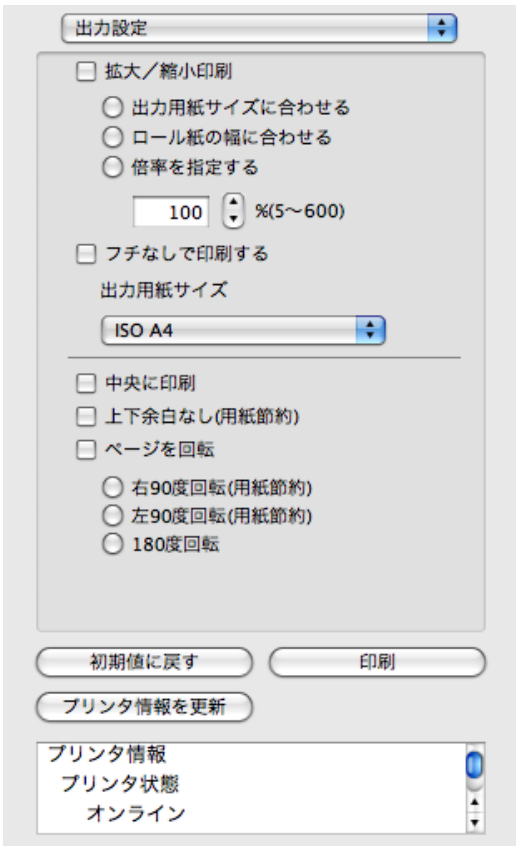 出力設定
拡大／縮小印刷
出力用紙サイズに合わせる
ロール紙の幅に合わせる
倍率を指定する
100 %(5〜600)
フチなしで印刷する
出力用紙サイズ
ISO A4
中央に印刷
上下余白なし(用紙節約)
ページを回転
右90度回転(用紙節約)
左90度回転(用紙節約)
180度回転
初期値に戻す 印刷
プリンタ情報を更新
プリンタ情報
プリンタ状態
オンライン